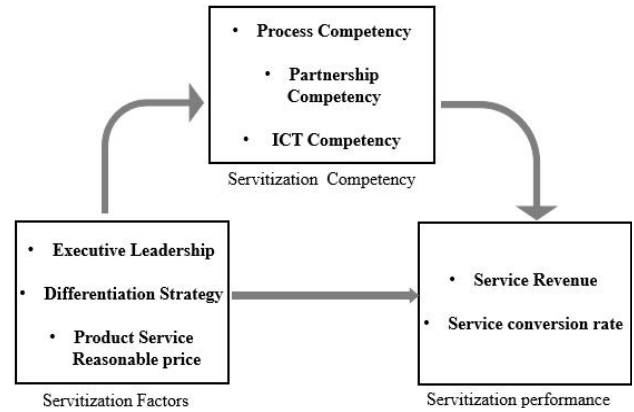 • Process Competency
• Partnership
Competency
• ICT Competency
Servitization Competency
• Executive Leadership
• Differentiation Strategy
• Product Service
Reasonable price
Servitization Factors
• Service Revenue
• Service conversion rate
Servitization performance